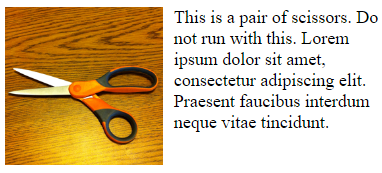 This is a pair of scissors. Do
not run with this. Lorem
ipsum dolor sit amet,
consectetur adipiscing elit.
Praesent faucibus interdum
neque vitae tincidunt.